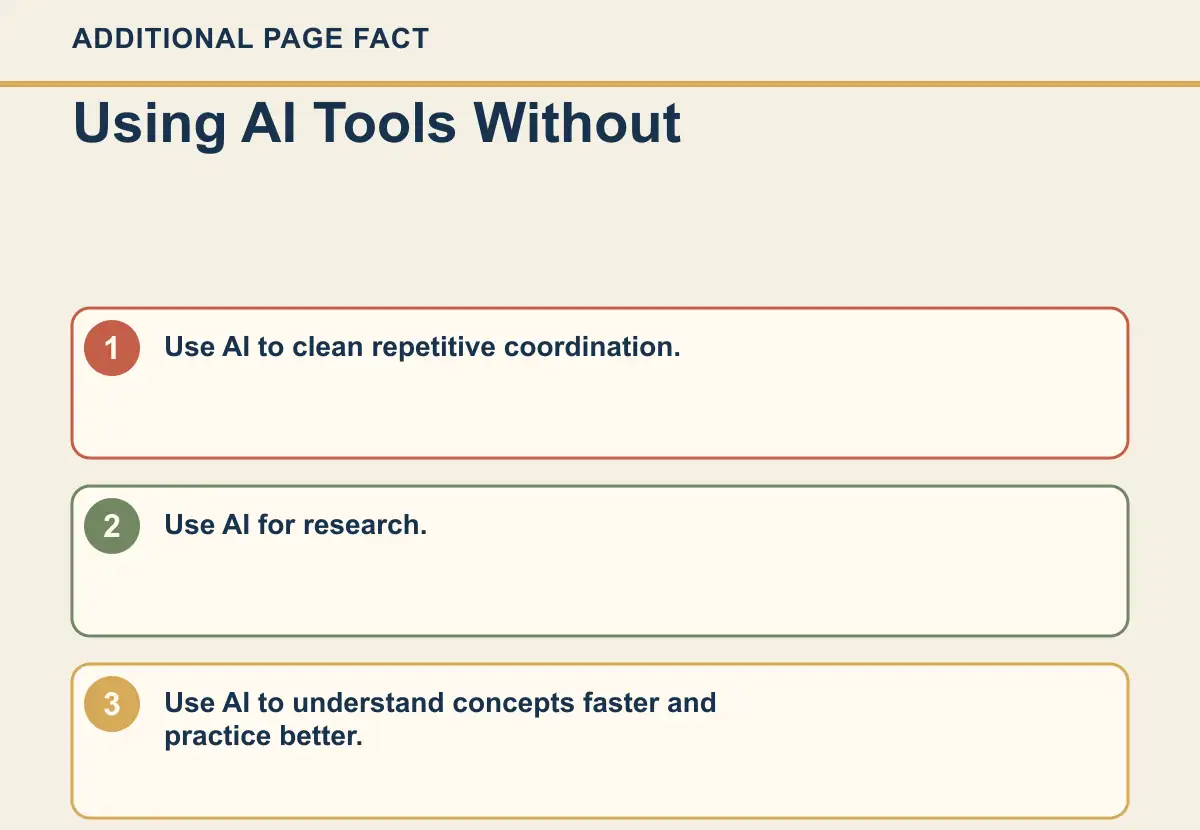 ADDITIONAL PAGE FACT
Using AI Tools Without
1
Use AI to clean repetitive coordination.
2
Use AI for research.
3
Use AI to understand concepts faster and
practice better.